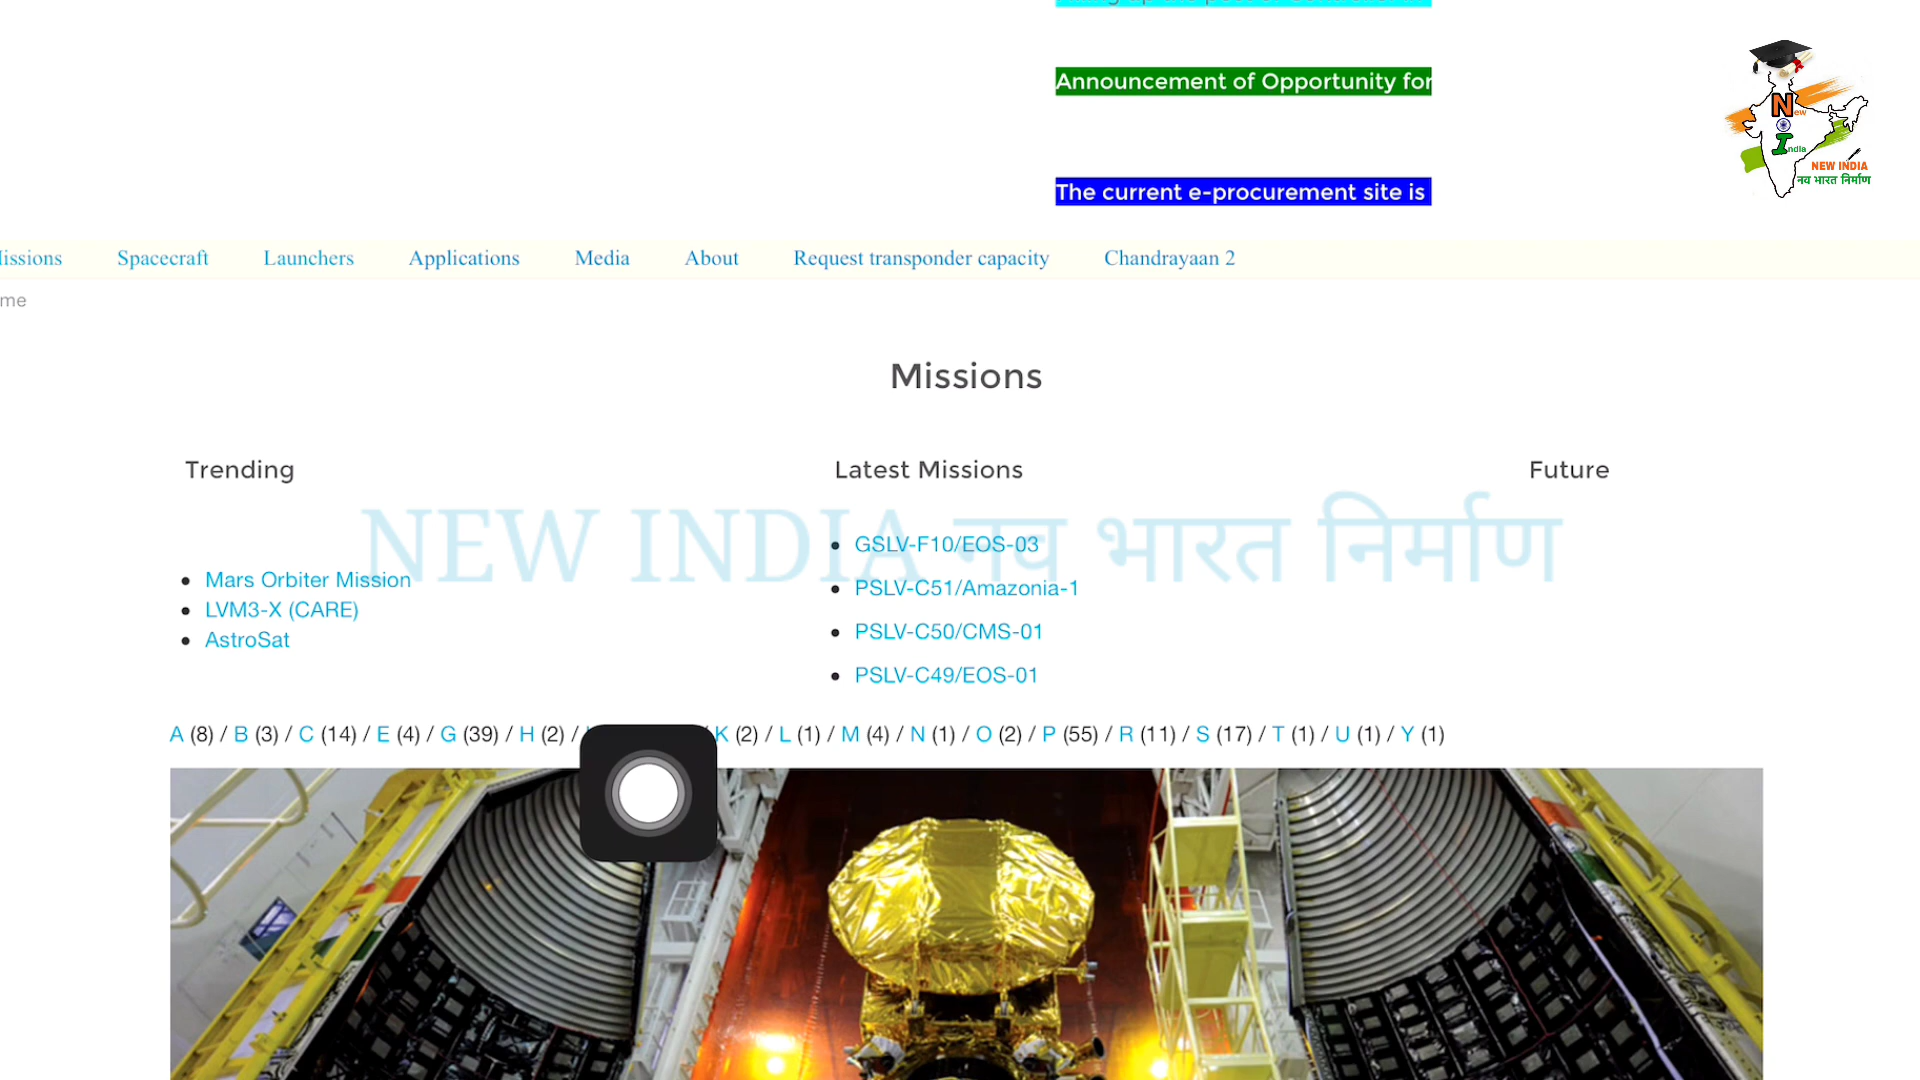 Announcement of Opportunity for
The current e-procurement site is
New
India
NEW INDIA
नव भारत निर्माण
Spacecraft Launchers Applications Media About Request transponder capacity Chandrayaan 2
Missions
Trending Latest Missions Future
NEW INDIA नव भारत निर्माण
GSLV-F10/EOS-03
Mars Orbiter Mission
PSLV-C51/Amazonia-1
LVM3-X (CARE)
PSLV-C50/CMS-01
AstroSat
PSLV-C49/EOS-01
A (8) / B (3) / C (14) / E (4) / G (39) / H (2) / K (2) / L (1) / M (4) / N (1) / O (2) / P (55) / R (11) / S (17) / T (1) / U (1) / Y (1)